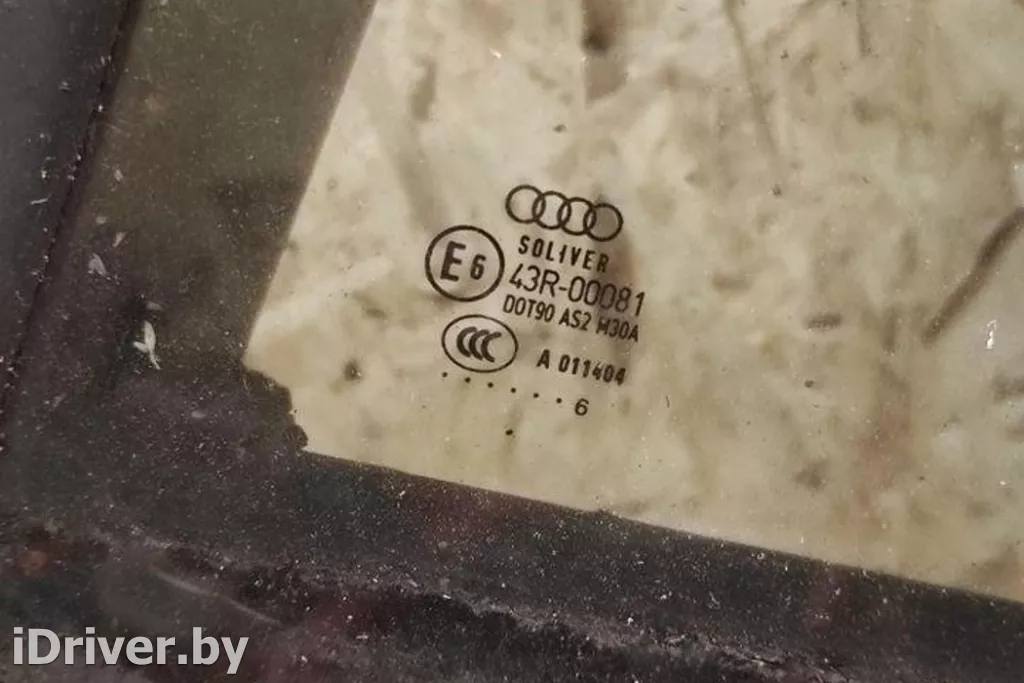 SOLIVER
E6
43R-00081
DOT90 AS2 M30A
CCC
A 011404
. . . . . . . 6
iDriver.by